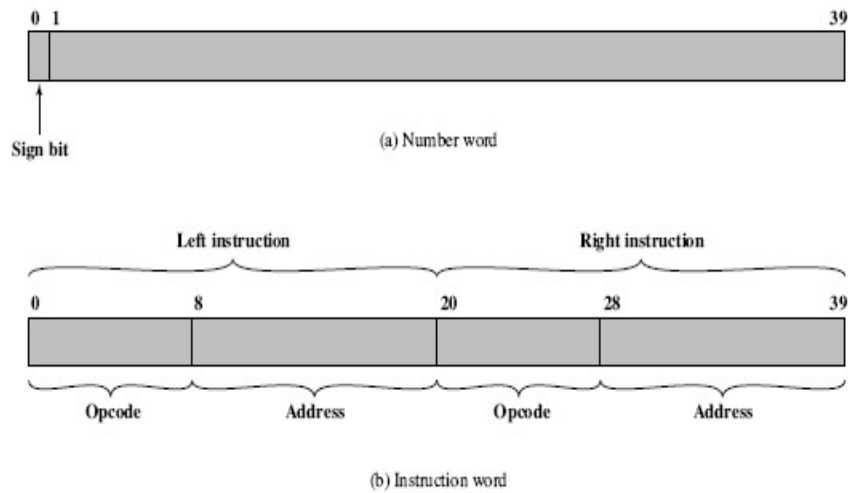 0 1 39
Sign bit
(a) Number word
Left instruction Right instruction
0 8 20 28 39
Opcode Address Opcode Address
(b) Instruction word